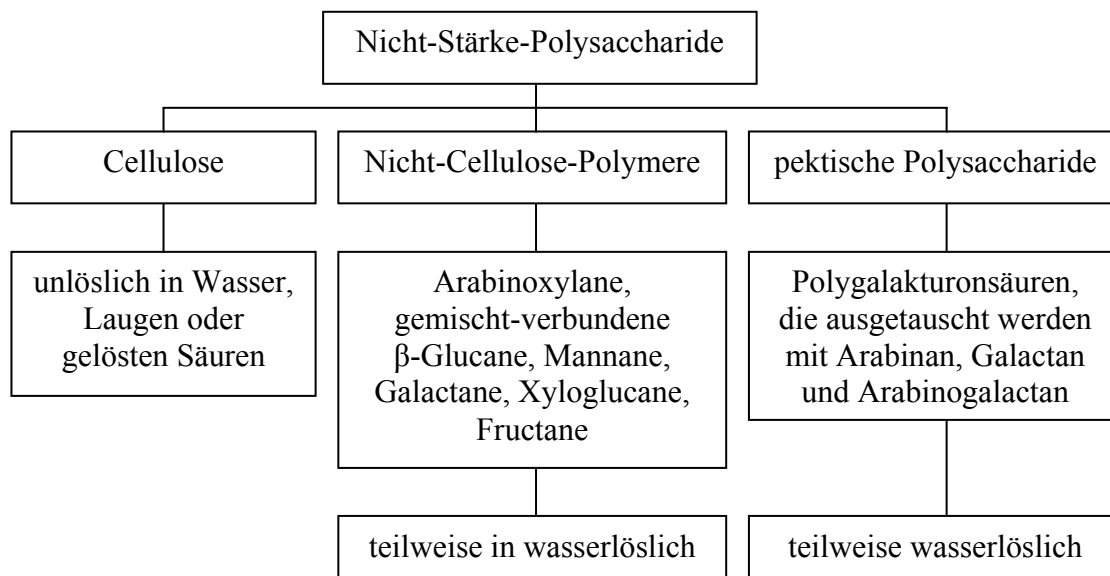 Nicht-Stärke-Polysaccharide
Cellulose
Nicht-Cellulose-Polymere
pektische Polysaccharide
unlöslich in Wasser,
Laugen oder
gelösten Säuren
Arabinoxylane,
gemischt-verbundene
β-Glucane, Mannane,
Galactane, Xyloglucane,
Fructane
Polygalakturonsäuren,
die ausgetauscht werden
mit Arabinan, Galactan
und Arabinogalactan
teilweise in wasserlöslich
teilweise wasserlöslich